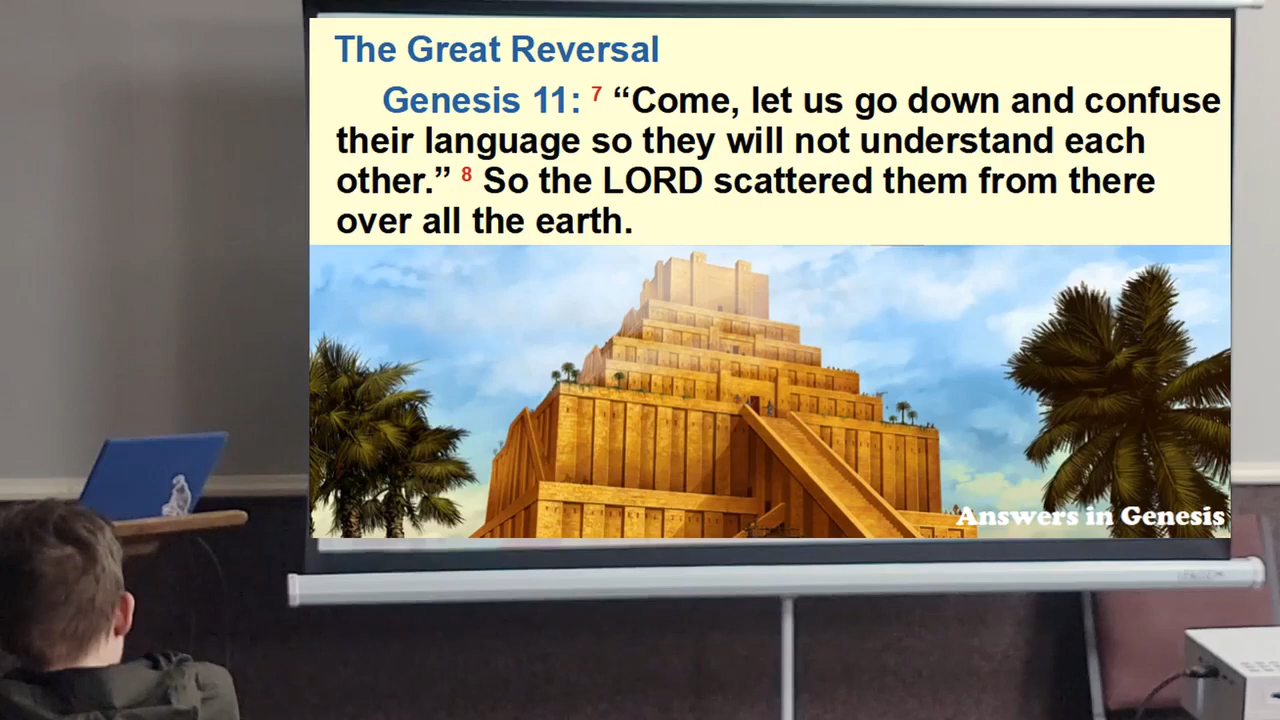 The Great Reversal
Genesis 11: 7 “Come, let us go down and confuse
their language so they will not understand each
other.” 8 So the LORD scattered them from there
over all the earth.
Answers in Genesis